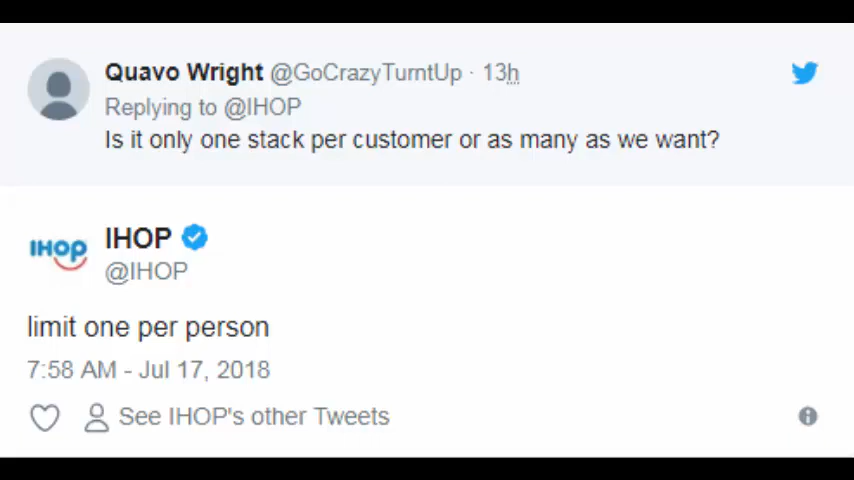 Quavo Wright @GoCrazyTurntUp · 13h
Replying to @IHOP
Is it only one stack per customer or as many as we want?
IHOP
IHOP
@IHOP
limit one per person
7:58 AM - Jul 17, 2018
See IHOP's other Tweets